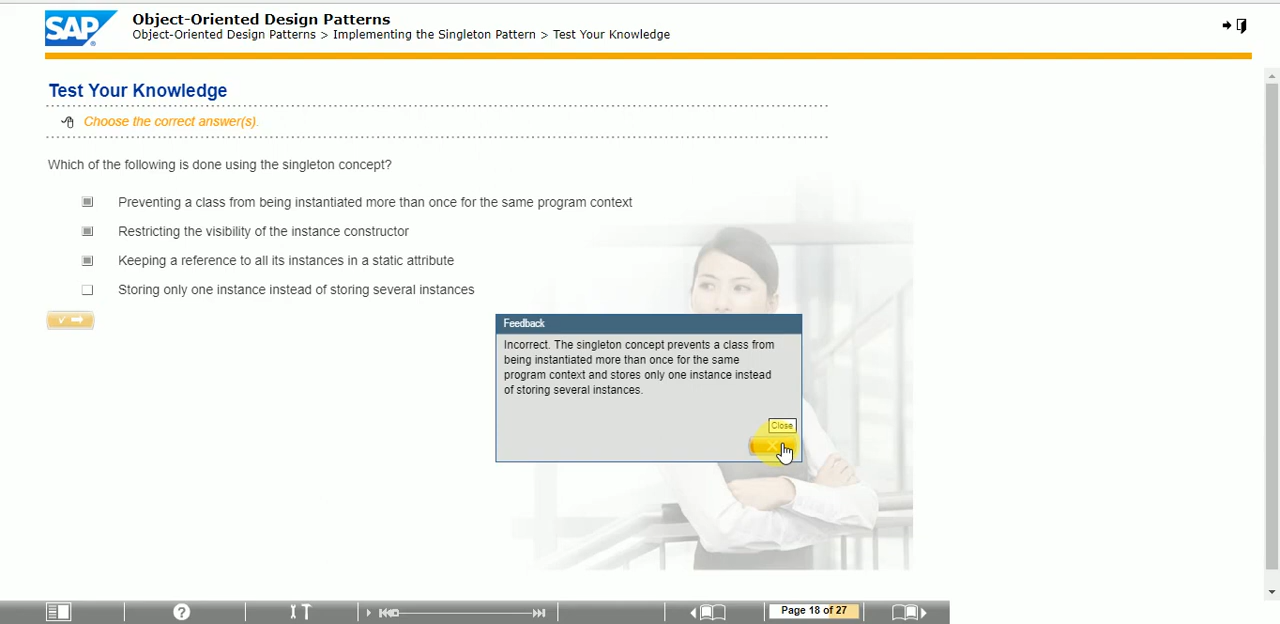 SAP®
Object-Oriented Design Patterns
Object-Oriented Design Patterns > Implementing the Singleton Pattern > Test Your Knowledge
Test Your Knowledge
Choose the correct answer(s).
Which of the following is done using the singleton concept?
Preventing a class from being instantiated more than once for the same program context
Restricting the visibility of the instance constructor
Keeping a reference to all its instances in a static attribute
Storing only one instance instead of storing several instances
Feedback
Incorrect. The singleton concept prevents a class from
being instantiated more than once for the same
program context and stores only one instance instead
of storing several instances.
Close
Page 18 of 27